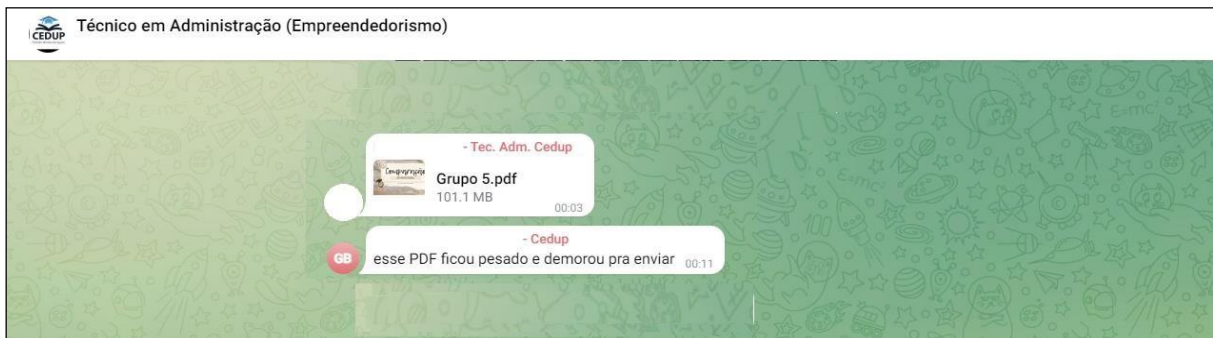 CEDUP
Técnico em Administração (Empreendedorismo)
- Tec. Adm. Cedup
Grupo 5.pdf
101.1 MB
00:03
- Cedup
GB
esse PDF ficou pesado e demorou pra enviar 00:11